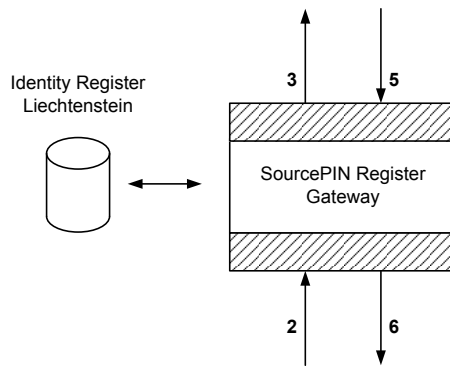 3
5
Identity Register
Liechtenstein
SourcePIN Register
Gateway
2
6